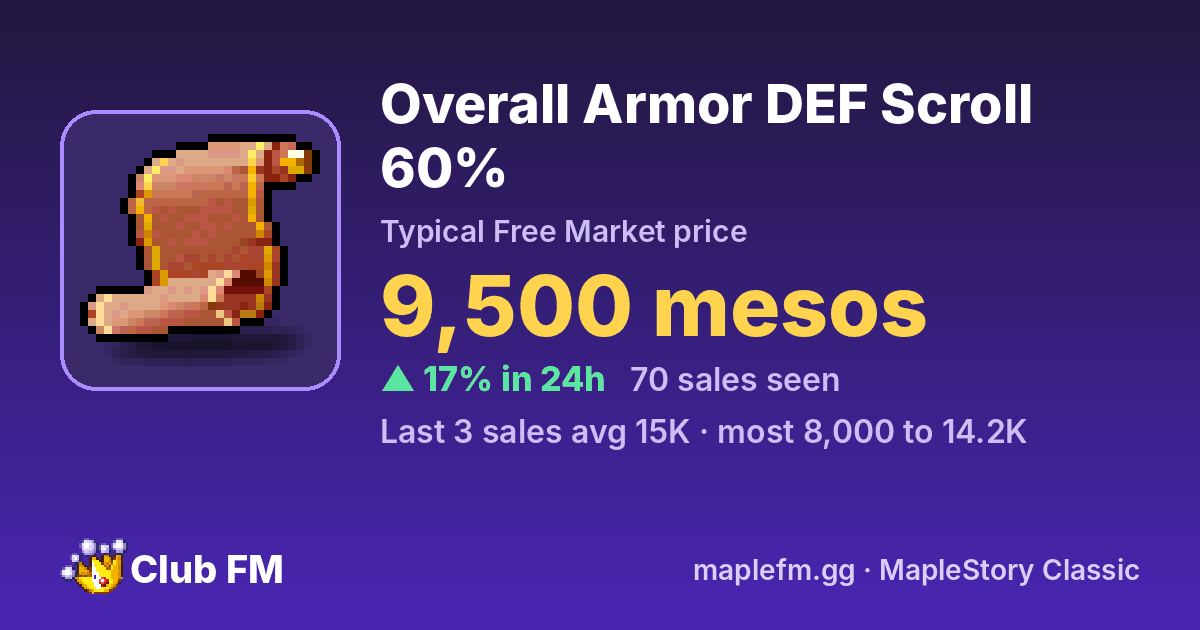 Overall Armor DEF Scroll
60%
Typical Free Market price
9,500 mesos
▲ 17% in 24h 70 sales seen
Last 3 sales avg 15K · most 8,000 to 14.2K
Club FM
maplefm.gg · MapleStory Classic